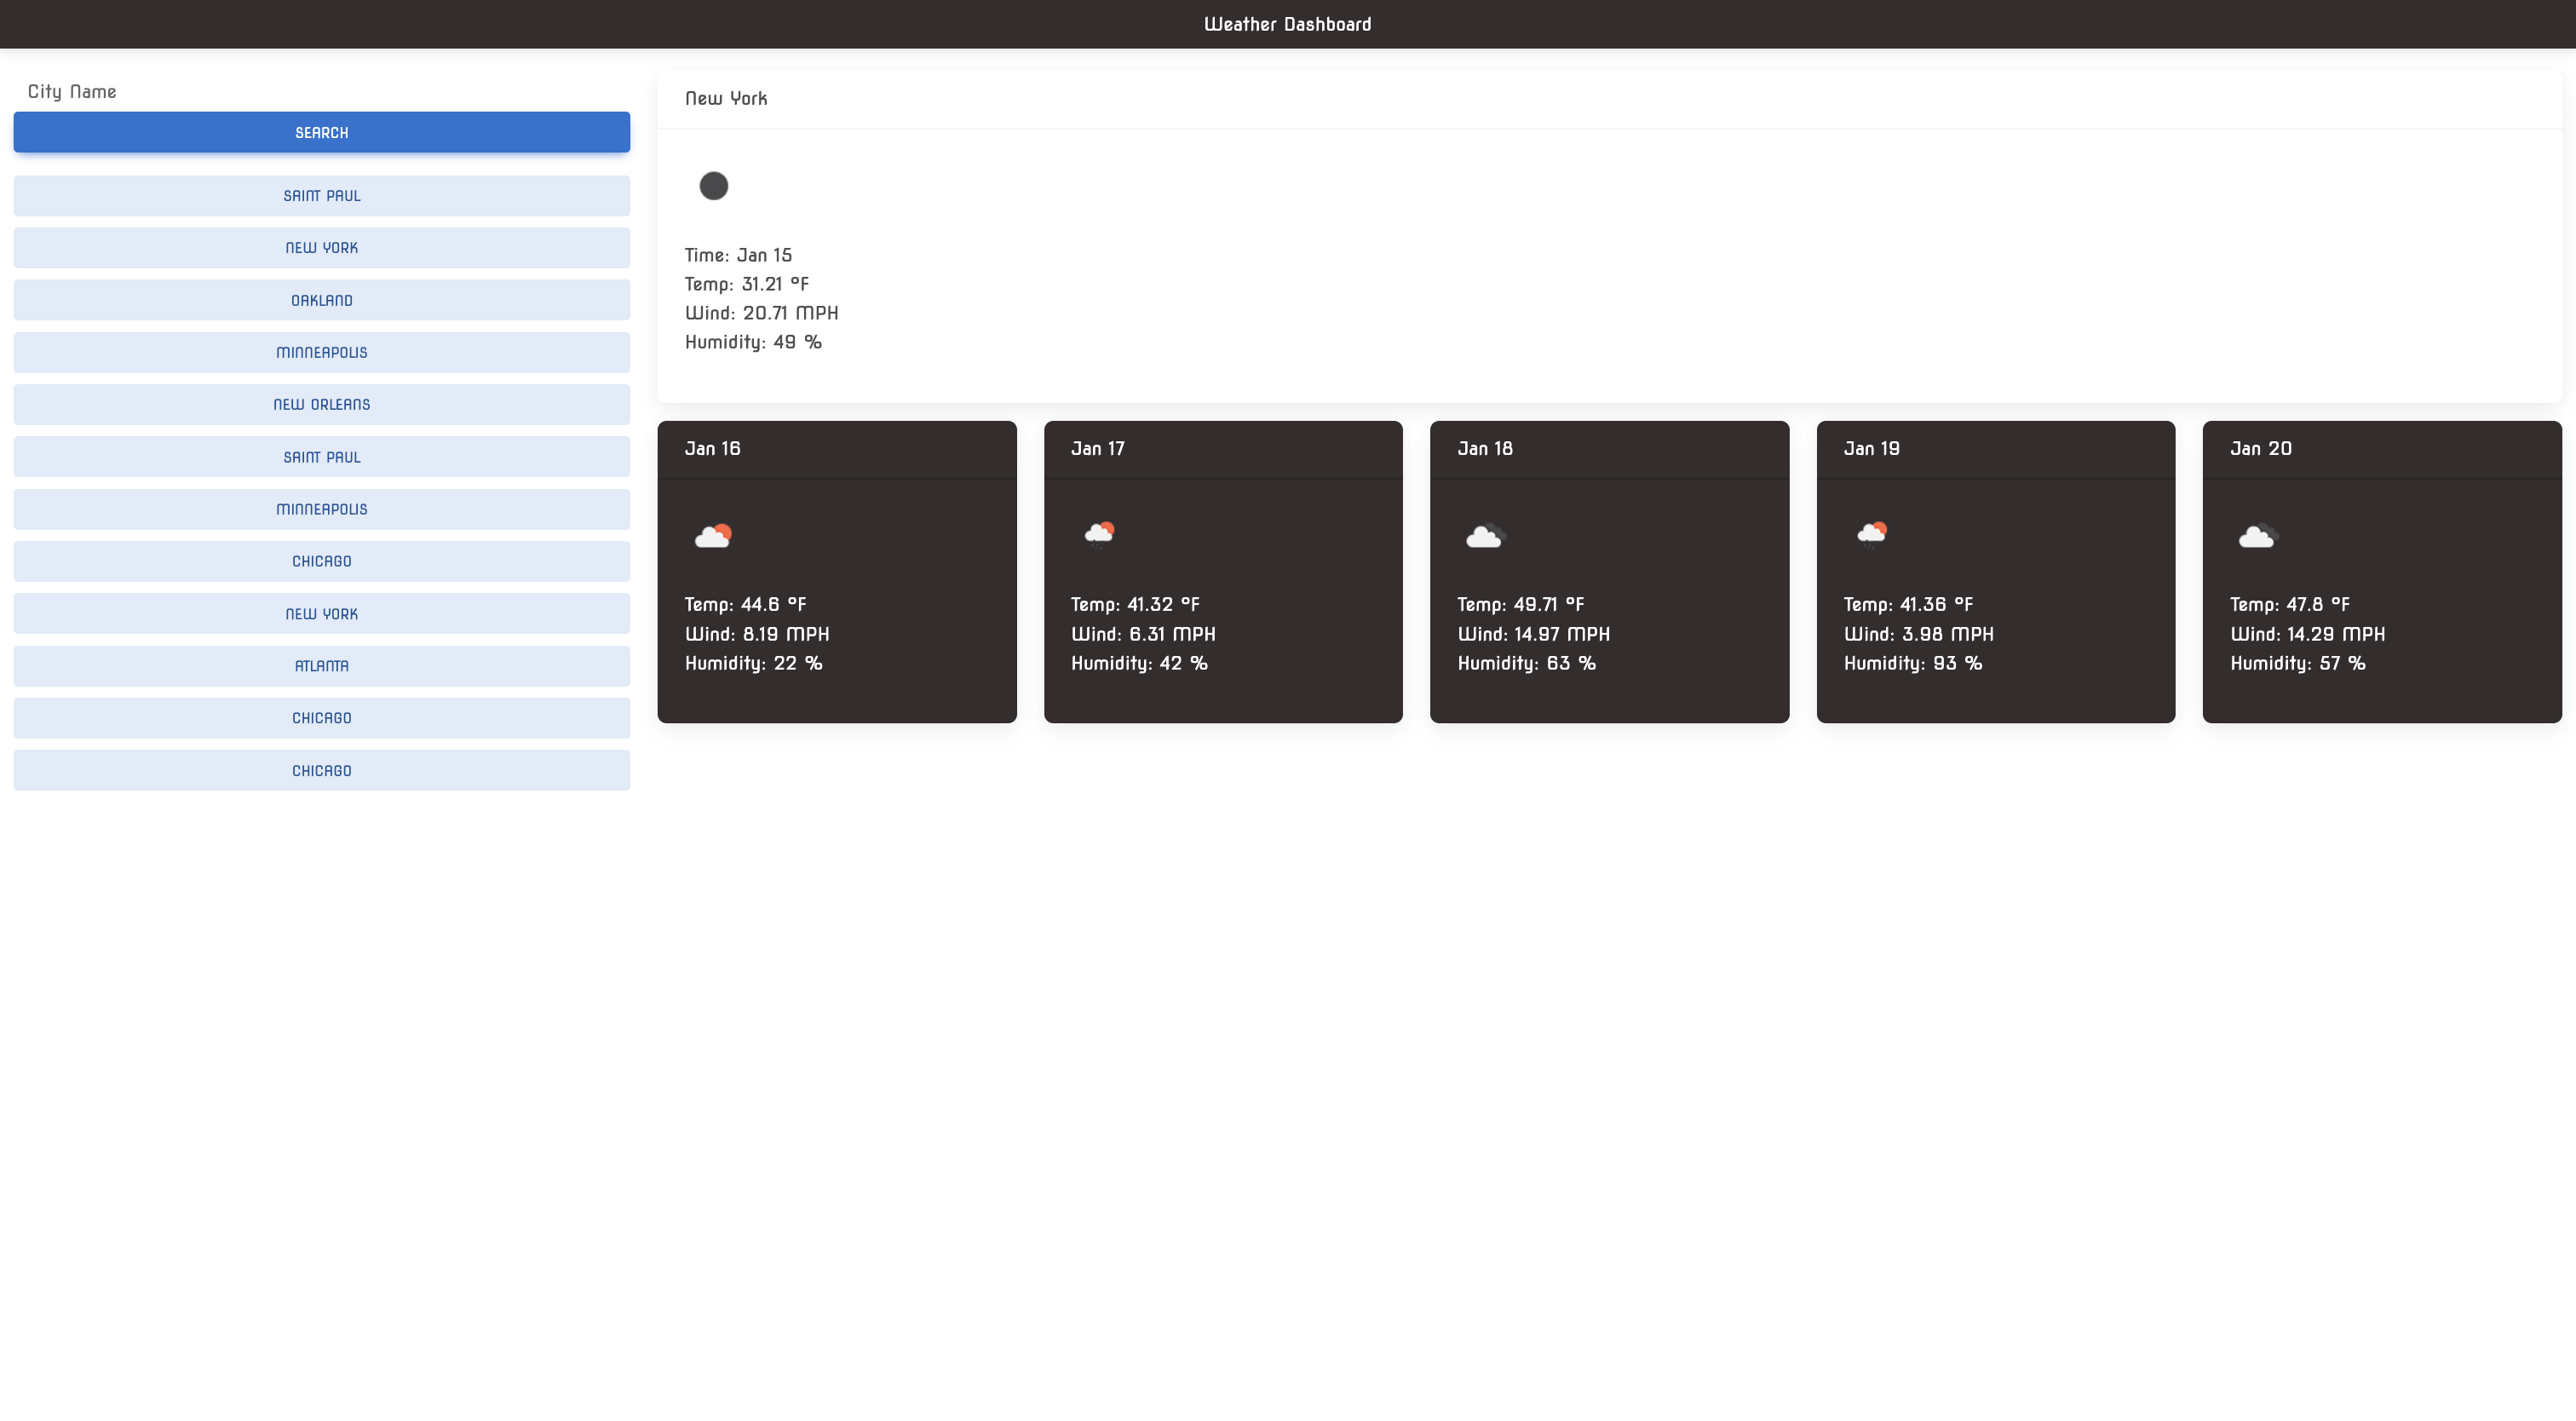 Weather Dashboard
City Name
SEARCH
SAINT PAUL
NEW YORK
OAKLAND
MINNEAPOLIS
NEW ORLEANS
SAINT PAUL
MINNEAPOLIS
CHICAGO
NEW YORK
ATLANTA
CHICAGO
CHICAGO
New York
Time: Jan 15
Temp: 31.21 °F
Wind: 20.71 MPH
Humidity: 49 %
Jan 16
Temp: 44.6 °F
Wind: 8.19 MPH
Humidity: 22 %
Jan 17
Temp: 41.32 °F
Wind: 6.31 MPH
Humidity: 42 %
Jan 18
Temp: 49.71 °F
Wind: 14.97 MPH
Humidity: 63 %
Jan 19
Temp: 41.36 °F
Wind: 3.98 MPH
Humidity: 93 %
Jan 20
Temp: 47.8 °F
Wind: 14.29 MPH
Humidity: 57 %